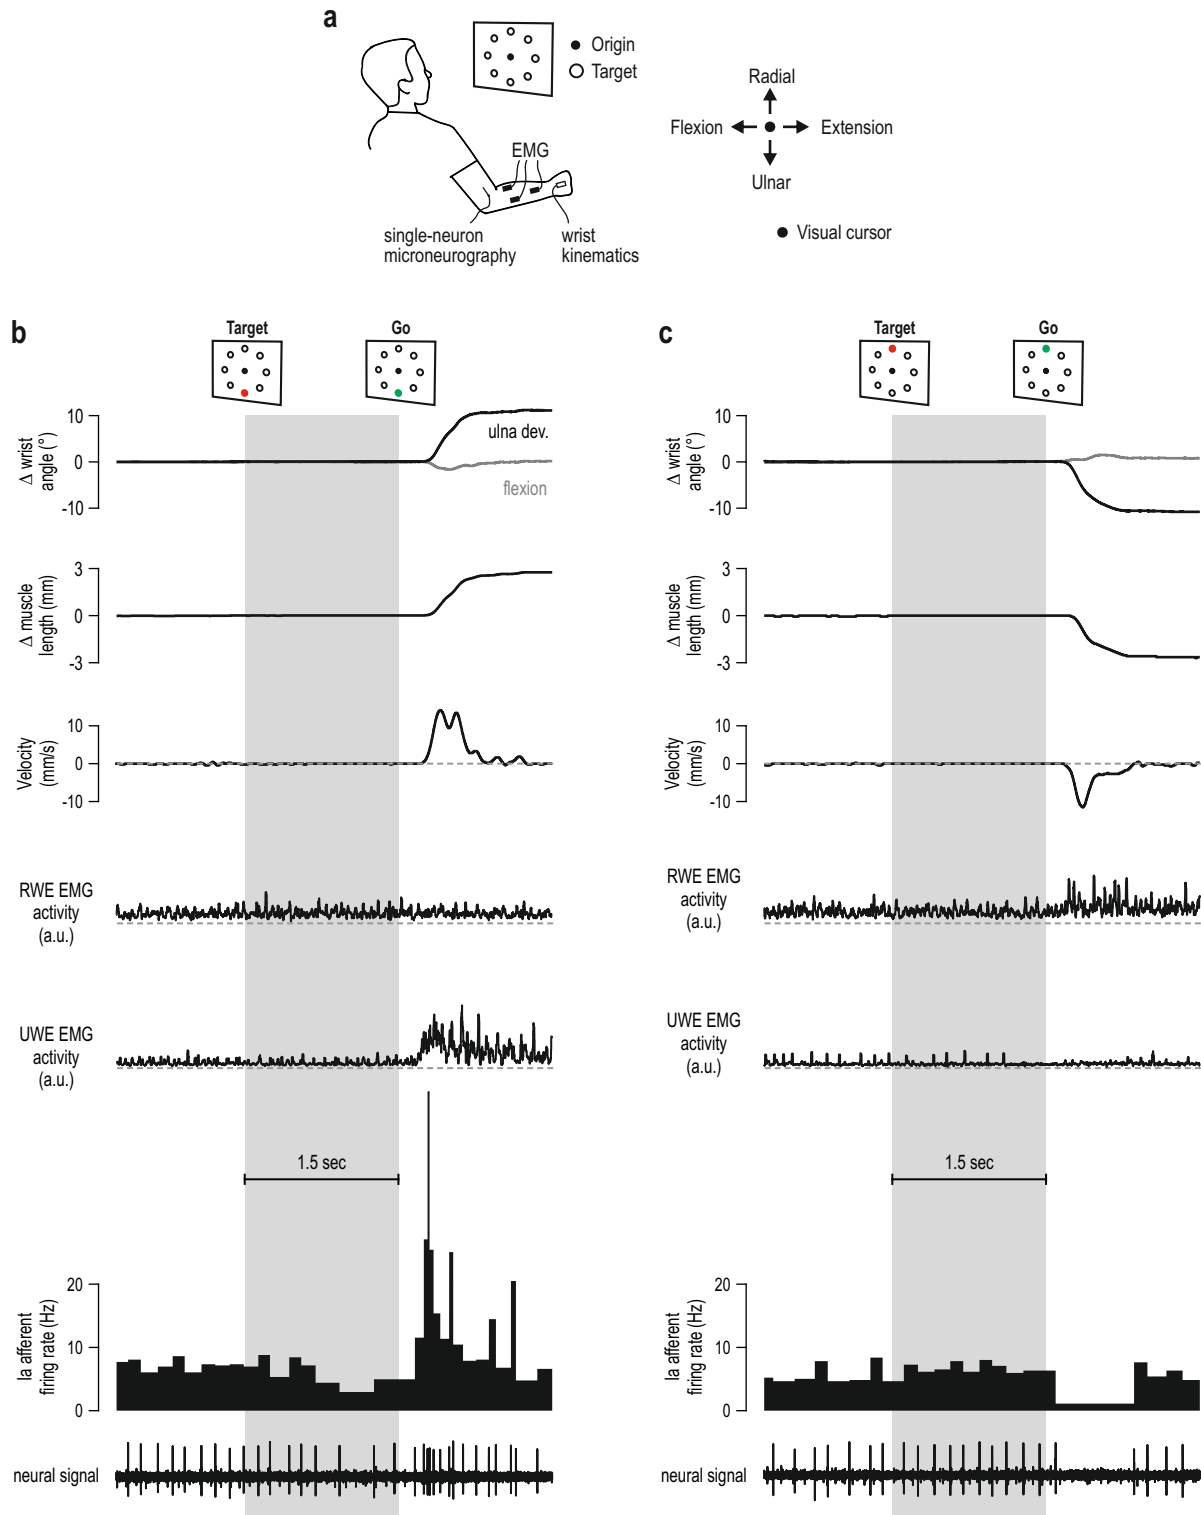 a
Origin
Target
EMG
single-neuron
microneurography
wrist
kinematics
Radial
Flexion
Extension
Ulnar
Visual cursor
b
Target
Go
Δ wrist
angle (°)
10
0
-10
ulna dev.
flexion
Δ muscle
length (mm)
3
0
-3
Velocity
(mm/s)
10
0
-10
RWE EMG
activity
(a.u.)
UWE EMG
activity
(a.u.)
1.5 sec
Ia afferent
firing rate (Hz)
20
10
0
neural signal
c
Target
Go
Δ wrist
angle (°)
10
0
-10
Δ muscle
length (mm)
3
0
-3
Velocity
(mm/s)
10
0
-10
RWE EMG
activity
(a.u.)
UWE EMG
activity
(a.u.)
1.5 sec
Ia afferent
firing rate (Hz)
20
10
0
neural signal